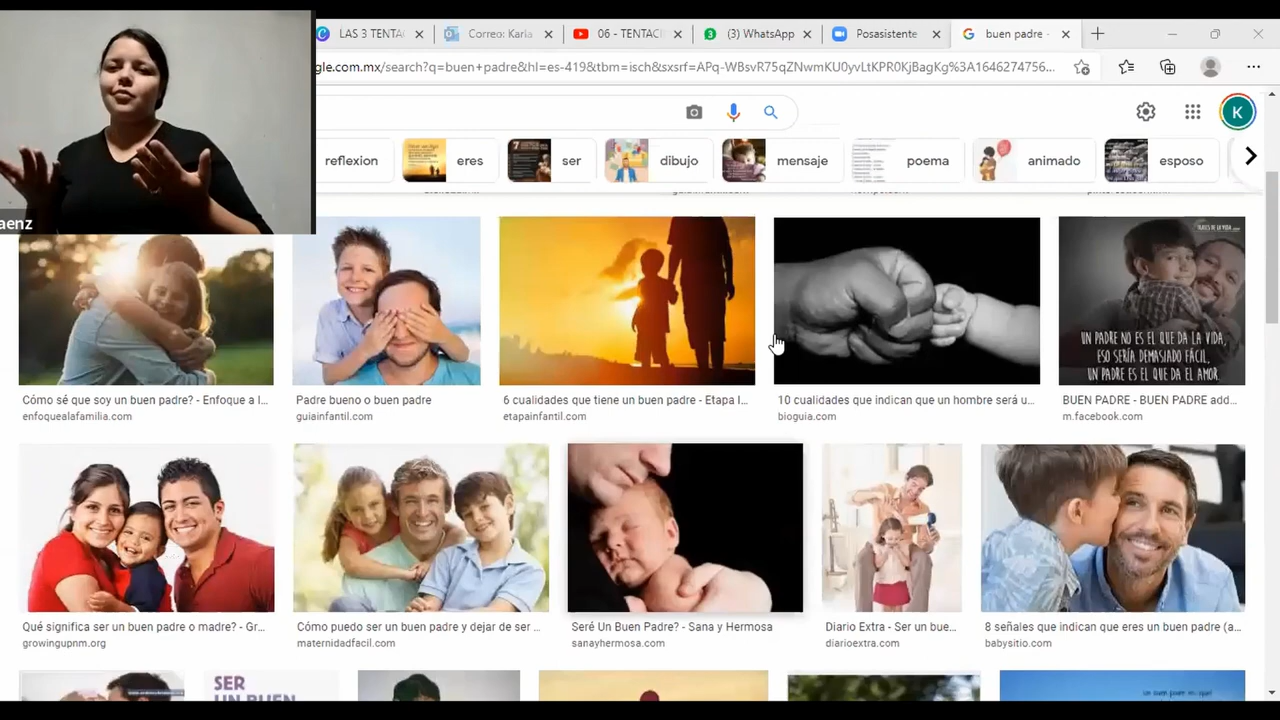 LAS 3 TENTA
Correo: Karla
06 - TENTACI
(3) WhatsApp
Posasistente
buen padre -
gle.com.mx/search?q=buen+padre&hl=es-419&tbm=isch&sxsrf=
K
reflexion
eres
dibujo
mensaje
poema
animado
esposo
aenz
FRASES DE LA VIDA
UN PADRE NO ES EL QUE DA LA VIDA,
ESO SERÍA DEMASIADO FÁCIL,
UN PADRE ES EL QUE DA EL AMOR.
Cómo sé que soy un buen padre? - Enfoque a l...
enfoquealafamilia.com
Padre bueno o bueno padre
guiainfantil.com
6 cualidades que tiene un buen padre - Etapa I...
etapainfantil.com
10 cualidades que indican que un hombre será u...
bioguia.com
BUEN PADRE - BUEN PADRE add...
m.facebook.com
Qué significa ser un buen padre o madre? - Gr...
growingupnm.org
Cómo puedo ser un buen padre y dejar de ser ...
maternidadfacil.com
Seré Un Buen Padre? - Sana y Hermosa
sanayhermosa.com
Diario Extra - Ser un bue...
diarioextra.com
8 señales que indican que eres un buen padre (a...
babysitio.com
SER
UN BUEN